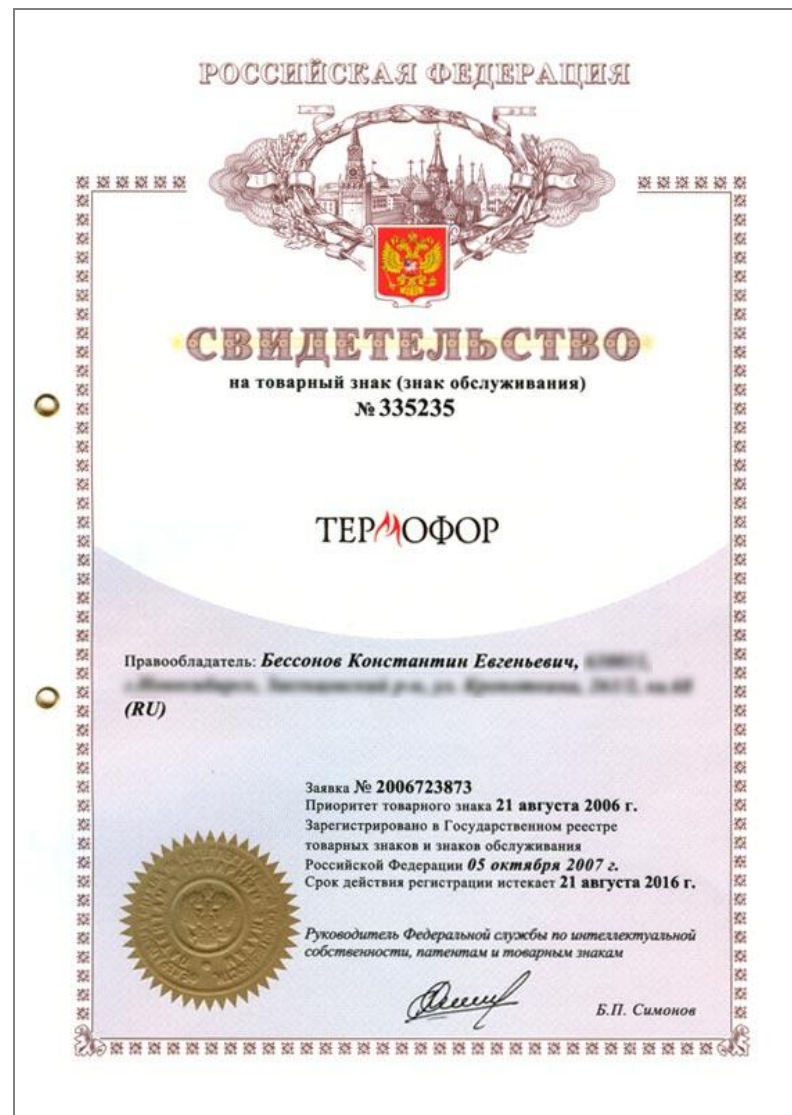 РОССИЙСКАЯ ФЕДЕРАЦИЯ
СВИДЕТЕЛЬСТВО
на товарный знак (знак обслуживания)
№ 335235
ТЕРМОФОР
Правообладатель: Бессонов Константин Евгеньевич,
(RU)
Заявка № 2006723873
Приоритет товарного знака 21 августа 2006 г.
Зарегистрировано в Государственном реестре
товарных знаков и знаков обслуживания
Российской Федерации 05 октября 2007 г.
Срок действия регистрации истекает 21 августа 2016 г.
Руководитель Федеральной службы по интеллектуальной
собственности, патентам и товарным знакам
Б.П. Симонов